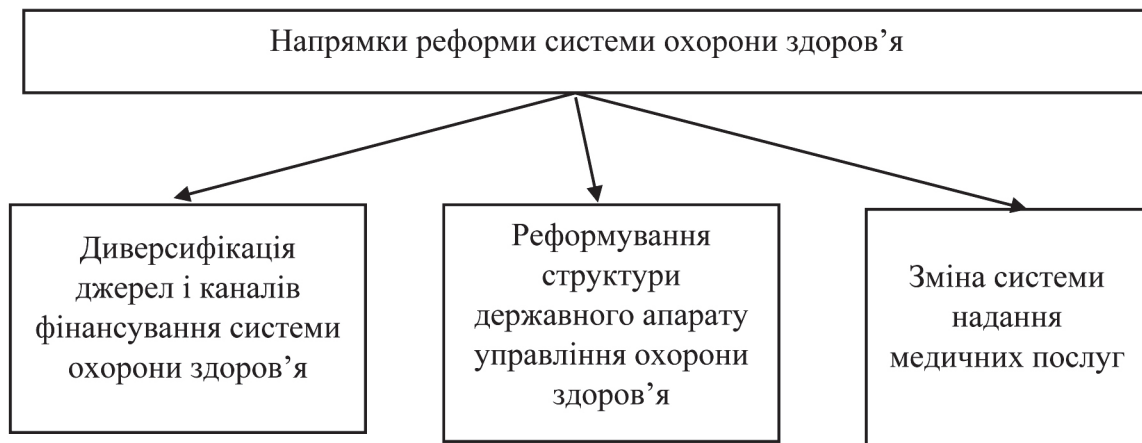 Напрямки реформи системи охорони здоров’я
Диверсифікація
джерел і каналів
фінансування системи
охорони здоров’я
Реформування
структури
державного апарату
управління охорони
здоров’я
Зміна системи
надання
медичних послуг